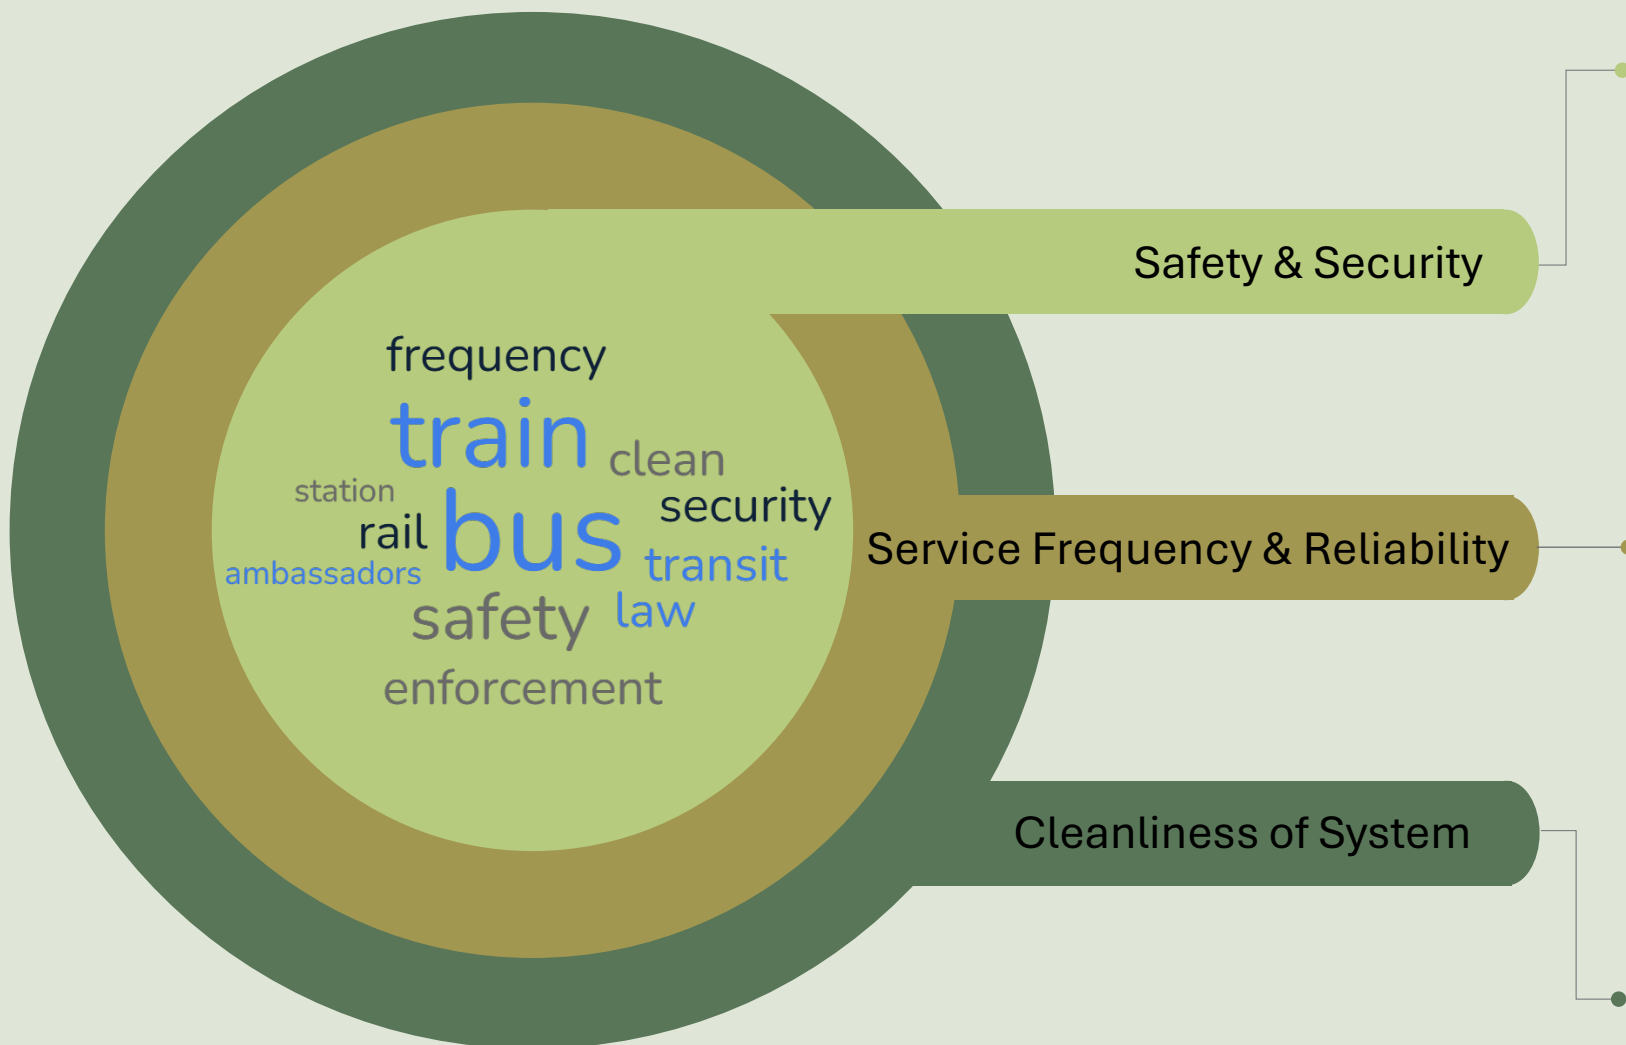 Safety & Security
frequency
train
clean
station
security
rail
bus
transit
ambassadors
safety
law
enforcement
Service Frequency & Reliability
Cleanliness of System